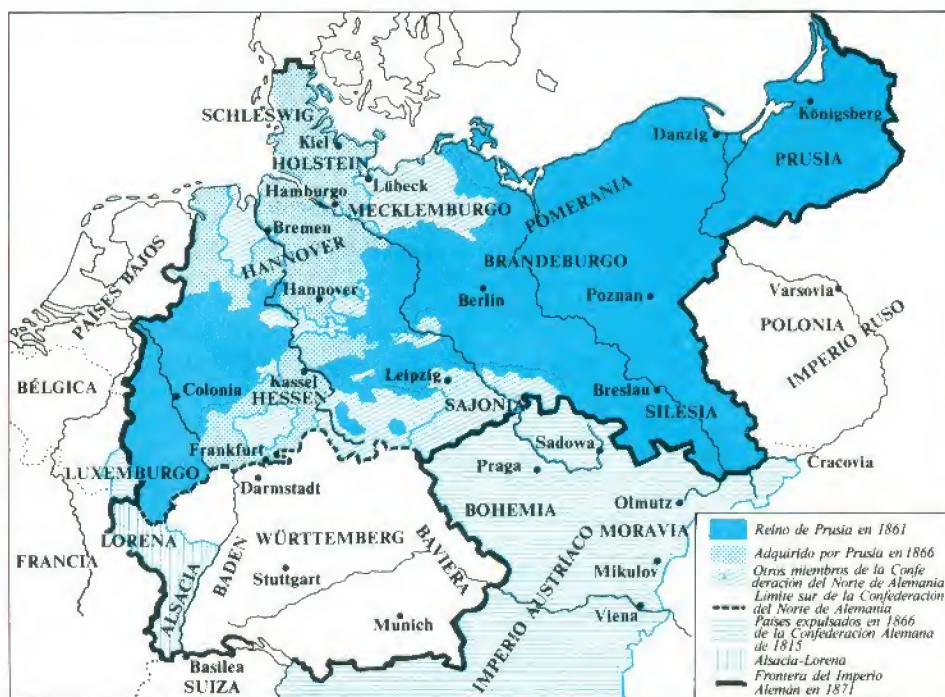 SCHLESWIG
Kiel
HOLSTEIN
Hamburgo
Lübeck
MECKLEMBURGO
Bremen
HANNOVER
Hannover
POMERANIA
Danzig
Königsberg
PRUSIA
BRANDEBURGO
Berlín
Poznan
Varsovia
POLONIA
IMPERIO RUSO
PAÍSES BAJOS
BÉLGICA
Colonia
Kassel
HESSEN
Leipzig
SAJONIA
Breslau
SILESIA
Frankfurt
LUXEMBURGO
Darmstadt
Sadowa
Praga
Cracovia
BOHEMIA
Olmutz
MORAVIA
LORENA
FRANCIA
ALSACIA
BADEN
WÜRTTEMBERG
Stuttgart
BAVIERA
Munich
IMPERIO AUSTRÍACO
Mikulov
Viena
Basilea
SUIZA
Reino de Prusia en 1861
Adquirido por Prusia en 1866
Otros miembros de la Confe
deración del Norte de Alemania
Límite sur de la Confederación
del Norte de Alemania
Países expulsados en 1866
de la Confederación Alemana
de 1815
Alsacia-Lorena
Frontera del Imperio
Alemán en 1871